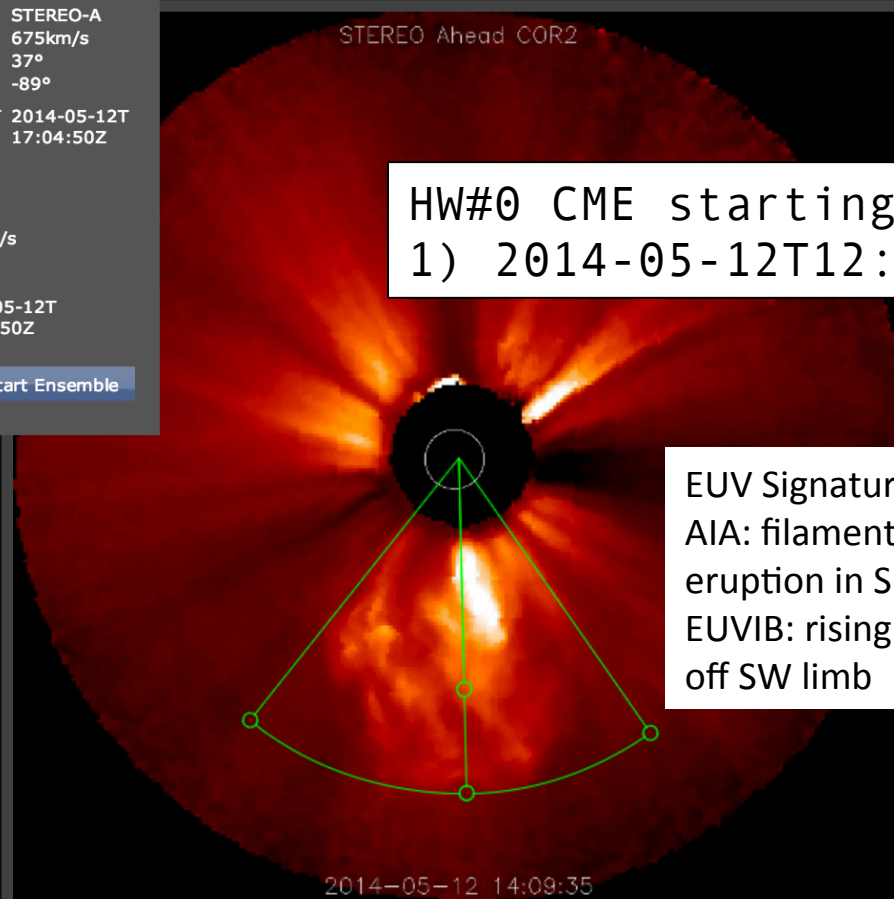 STEREO-A
675km/s
37°
-89°
2014-05-12T
17:04:50Z
/s
05-12T
50Z
tart Ensemble
STEREO Ahead COR2
HW#0 CME starting
1) 2014-05-12T12:
EUV Signatur
AIA: filament
eruption in S
EUVIB: rising
off SW limb
2014-05-12 14:09:35